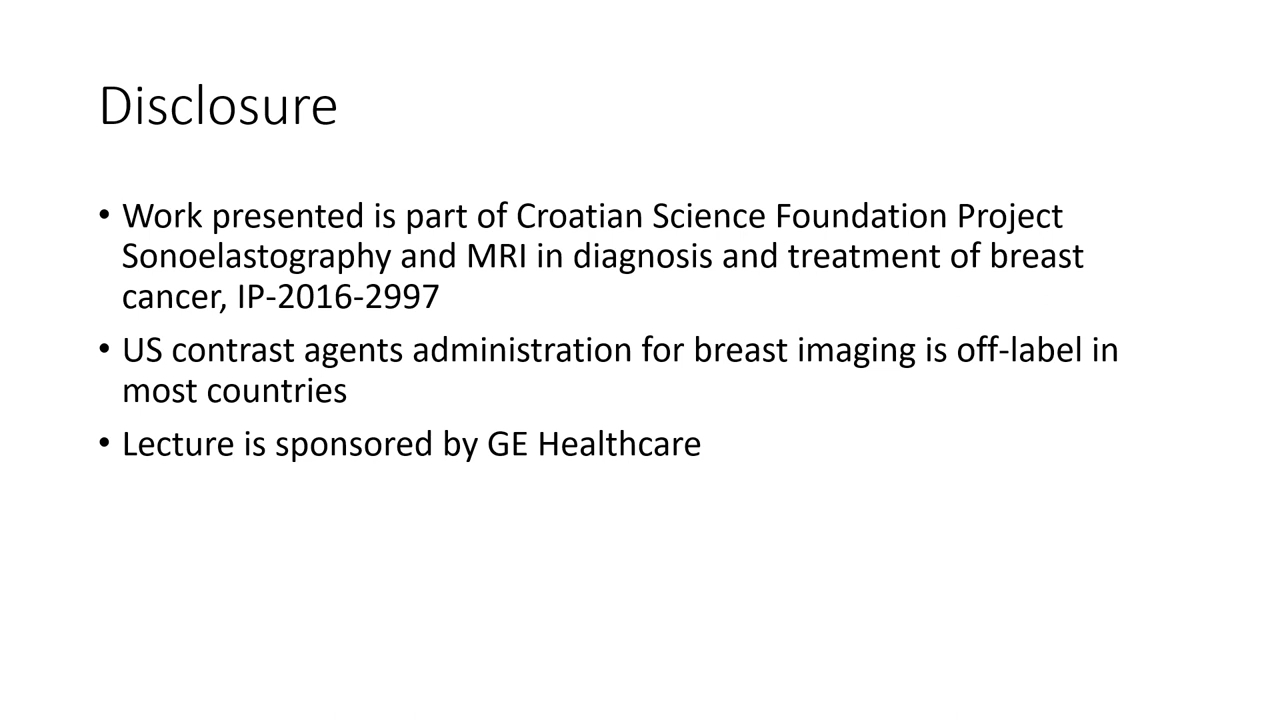 Disclosure
• Work presented is part of Croatian Science Foundation Project
Sonoelastography and MRI in diagnosis and treatment of breast
cancer, IP-2016-2997
• US contrast agents administration for breast imaging is off-label in
most countries
• Lecture is sponsored by GE Healthcare